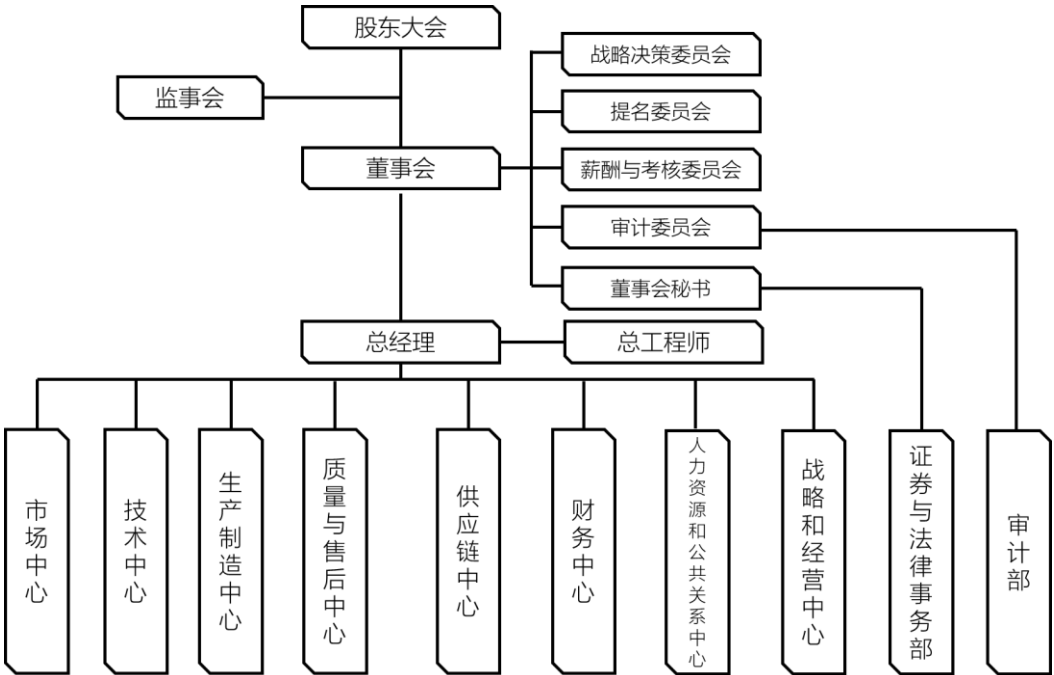 股东大会
战略决策委员会
监事会
提名委员会
董事会
薪酬与考核委员会
审计委员会
董事会秘书
总经理
总工程师
市场中心
技术中心
生产制造中心
质量与售后中心
供应链中心
财务中心
人力资源和公共关系中心
战略和经营中心
证券与法律事务部
审计部